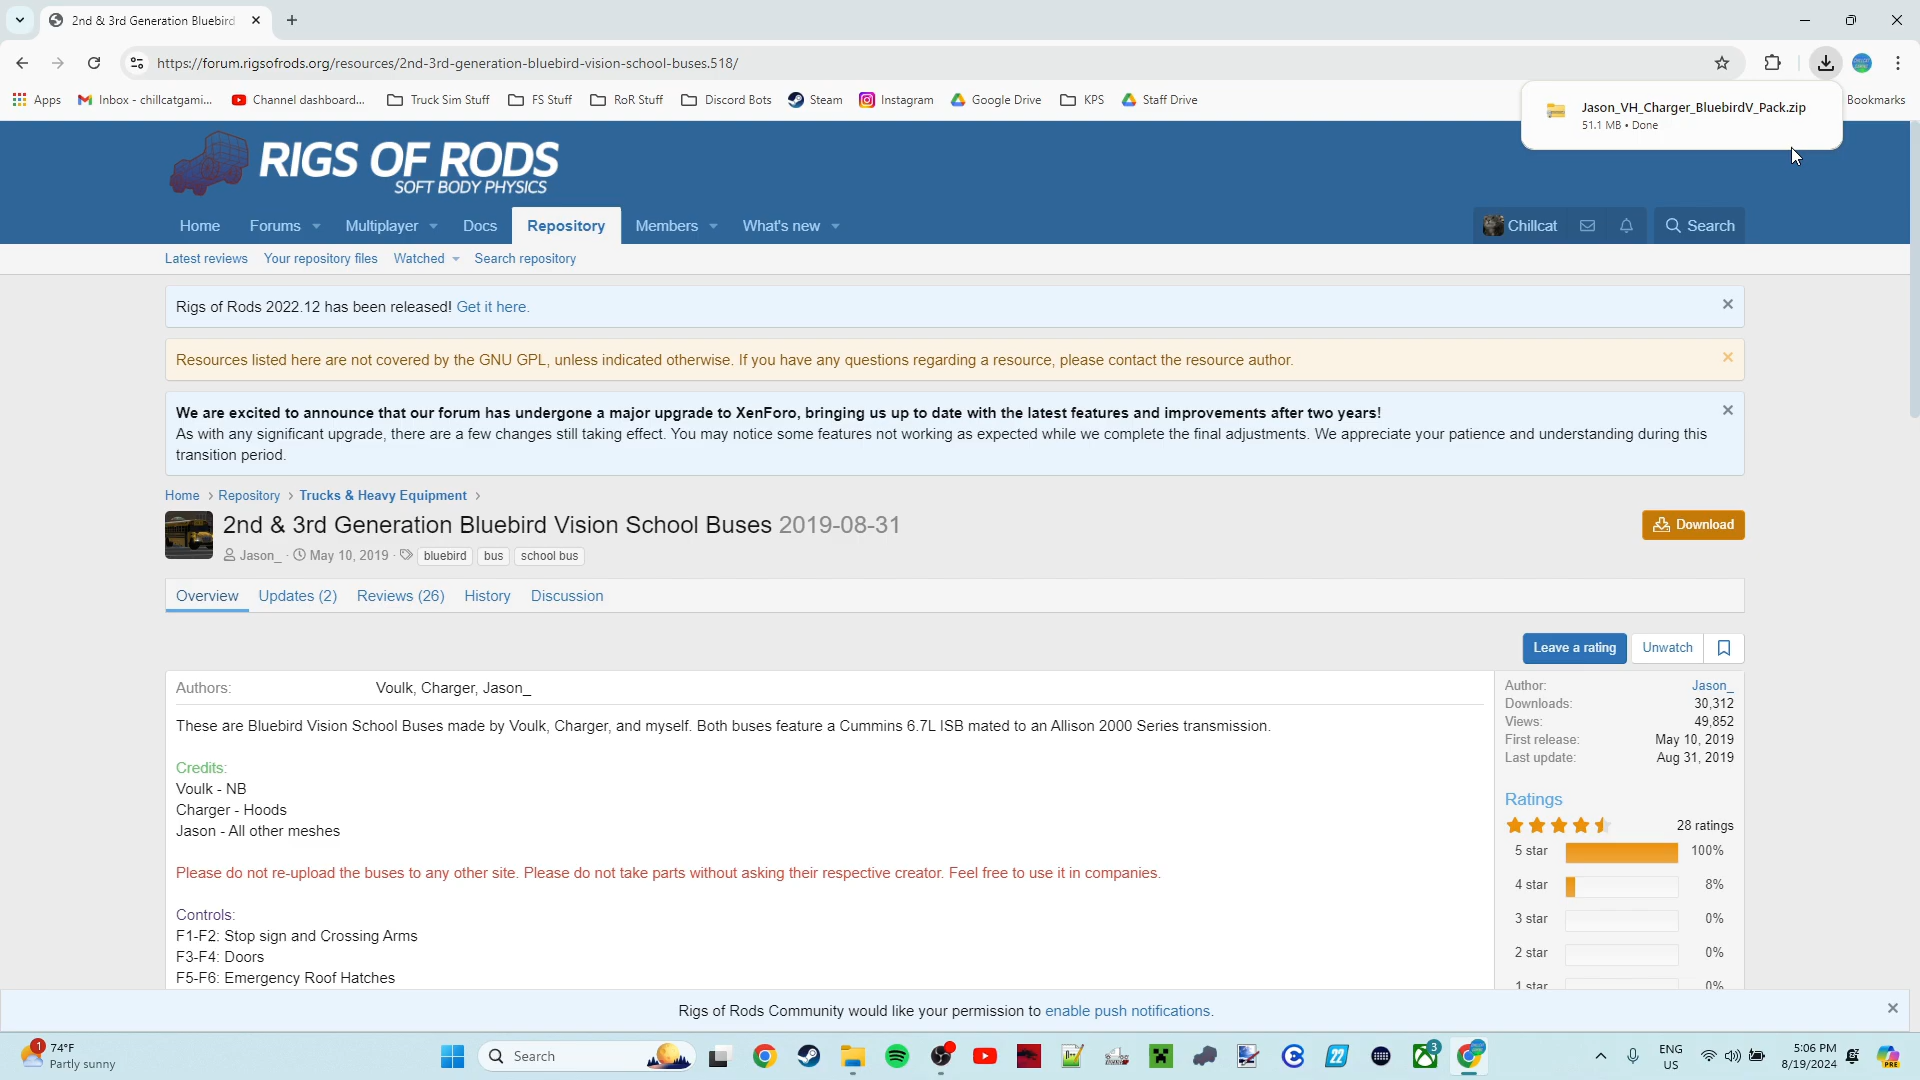 2nd & 3rd Generation Bluebird
https://forum.rigsofrods.org/resources/2nd-3rd-generation-bluebird-vision-school-buses.518/
Apps
Inbox - chillcatgami...
Channel dashboard...
Truck Sim Stuff
FS Stuff
RoR Stuff
Discord Bots
Steam
Instagram
Google Drive
KPS
Staff Drive
Bookmarks
Jason_VH_Charger_BluebirdV_Pack.zip
51.1 MB • Done
RIGS OF RODS
SOFT BODY PHYSICS
Home
Forums
Multiplayer
Docs
Repository
Members
What's new
Chillcat
Search
Latest reviews
Your repository files
Watched
Search repository
Rigs of Rods 2022.12 has been released! Get it here.
Resources listed here are not covered by the GNU GPL, unless indicated otherwise. If you have any questions regarding a resource, please contact the resource author.
We are excited to announce that our forum has undergone a major upgrade to XenForo, bringing us up to date with the latest features and improvements after two years!
As with any significant upgrade, there are a few changes still taking effect. You may notice some features not working as expected while we complete the final adjustments. We appreciate your patience and understanding during this
transition period.
Home › Repository › Trucks & Heavy Equipment ›
2nd & 3rd Generation Bluebird Vision School Buses 2019-08-31
Download
Jason_ · May 10, 2019 · bluebird bus school bus
Overview
Updates (2)
Reviews (26)
History
Discussion
Leave a rating
Unwatch
Authors: Voulk, Charger, Jason_
These are Bluebird Vision School Buses made by Voulk, Charger, and myself. Both buses feature a Cummins 6.7L ISB mated to an Allison 2000 Series transmission.
Credits:
Voulk - NB
Charger - Hoods
Jason - All other meshes
Please do not re-upload the buses to any other site. Please do not take parts without asking their respective creator. Feel free to use it in companies.
Controls:
F1-F2: Stop sign and Crossing Arms
F3-F4: Doors
F5-F6: Emergency Roof Hatches
Author: Jason_
Downloads: 30,312
Views: 49,852
First release: May 10, 2019
Last update: Aug 31, 2019
Ratings
28 ratings
5 star 100%
4 star 8%
3 star 0%
2 star 0%
1 star 0%
Rigs of Rods Community would like your permission to enable push notifications.
1
74°F
Partly sunny
Search
22
3
ENG
US
5:06 PM
8/19/2024
PRE